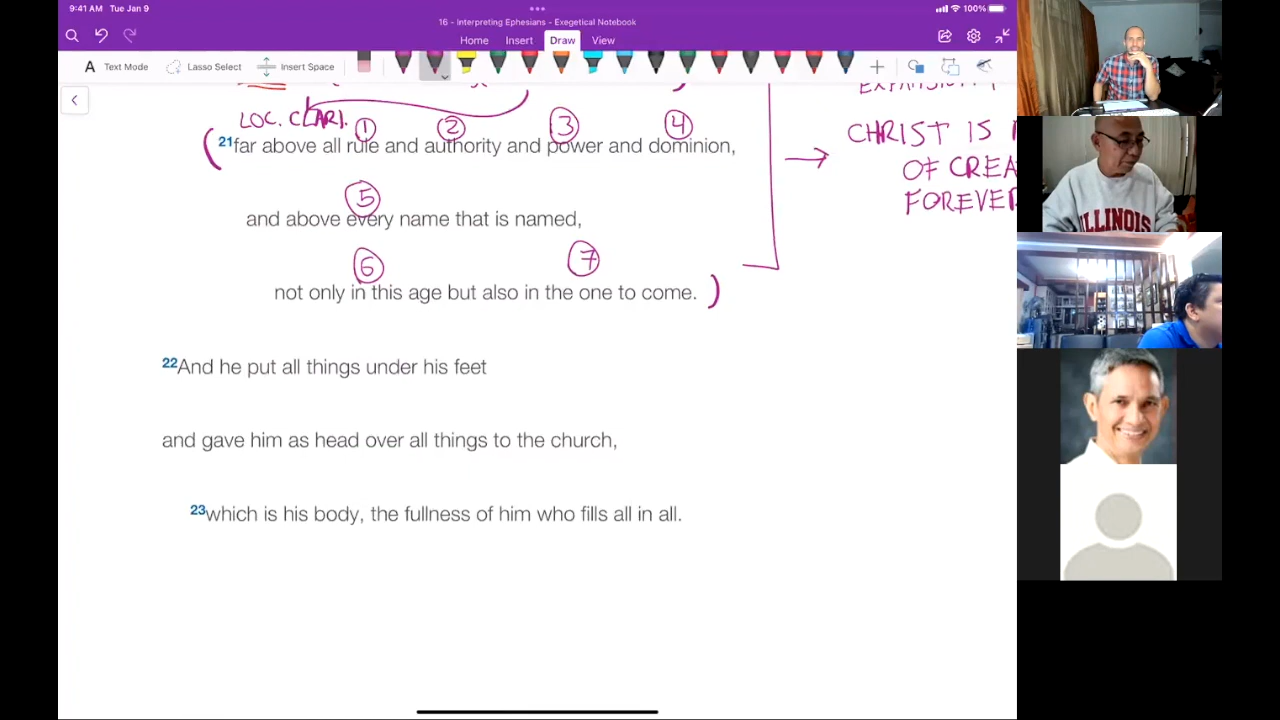 9:41 AM Tue Jan 9
100%
16 - Interpreting Ephesians - Exegetical Notebook
Home Insert Draw View
A Text Mode Lasso Select Insert Space
LOC. CLARI.
1 2 3 4
21far above all rule and authority and power and dominion,
5
and above every name that is named,
6 7
not only in this age but also in the one to come.
22And he put all things under his feet
and gave him as head over all things to the church,
23which is his body, the fullness of him who fills all in all.
CHRIST IS
OF CREA
FOREVER
ILLINOIS